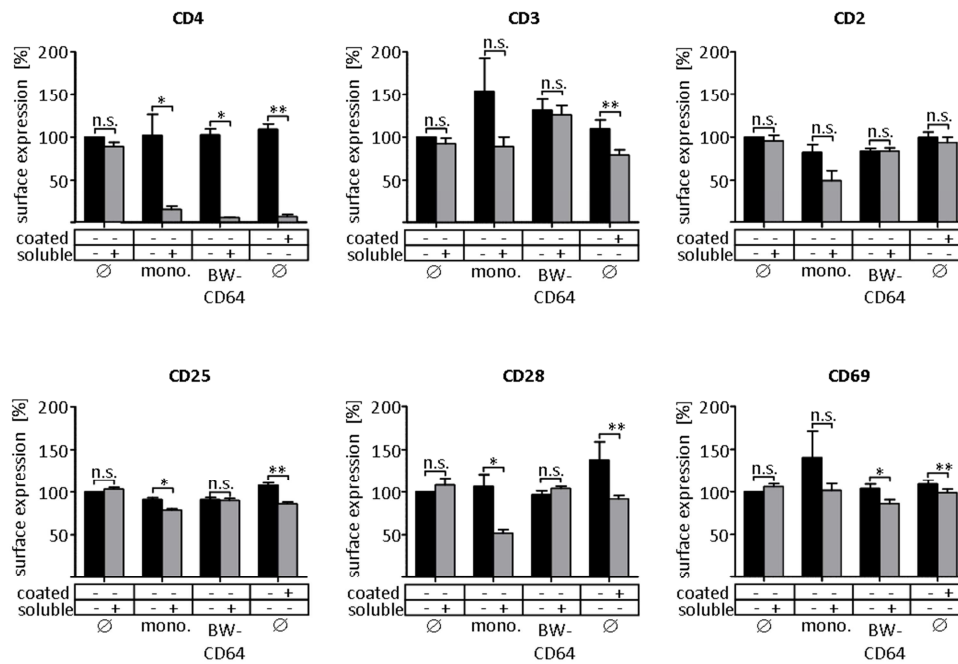 CD4
surface expression [%]
200
150
100
50
n.s.
*
*
**
coated - - - - - - - +
soluble - + - + - + - -
∅ mono. BW- ∅
CD64
CD3
surface expression [%]
200
150
100
50
n.s.
n.s.
n.s.
**
coated - - - - - - - +
soluble - + - + - + - -
∅ mono. BW- ∅
CD64
CD2
surface expression [%]
200
150
100
50
n.s.
n.s.
n.s.
n.s.
coated - - - - - - - +
soluble - + - + - + - -
∅ mono. BW- ∅
CD64
CD25
surface expression [%]
200
150
100
50
n.s.
*
n.s.
**
coated - - - - - - - +
soluble - + - + - + - -
∅ mono. BW- ∅
CD64
CD28
surface expression [%]
200
150
100
50
n.s.
*
n.s.
**
coated - - - - - - - +
soluble - + - + - + - -
∅ mono. BW- ∅
CD64
CD69
surface expression [%]
200
150
100
50
n.s.
n.s.
*
**
coated - - - - - - - +
soluble - + - + - + - -
∅ mono. BW- ∅
CD64